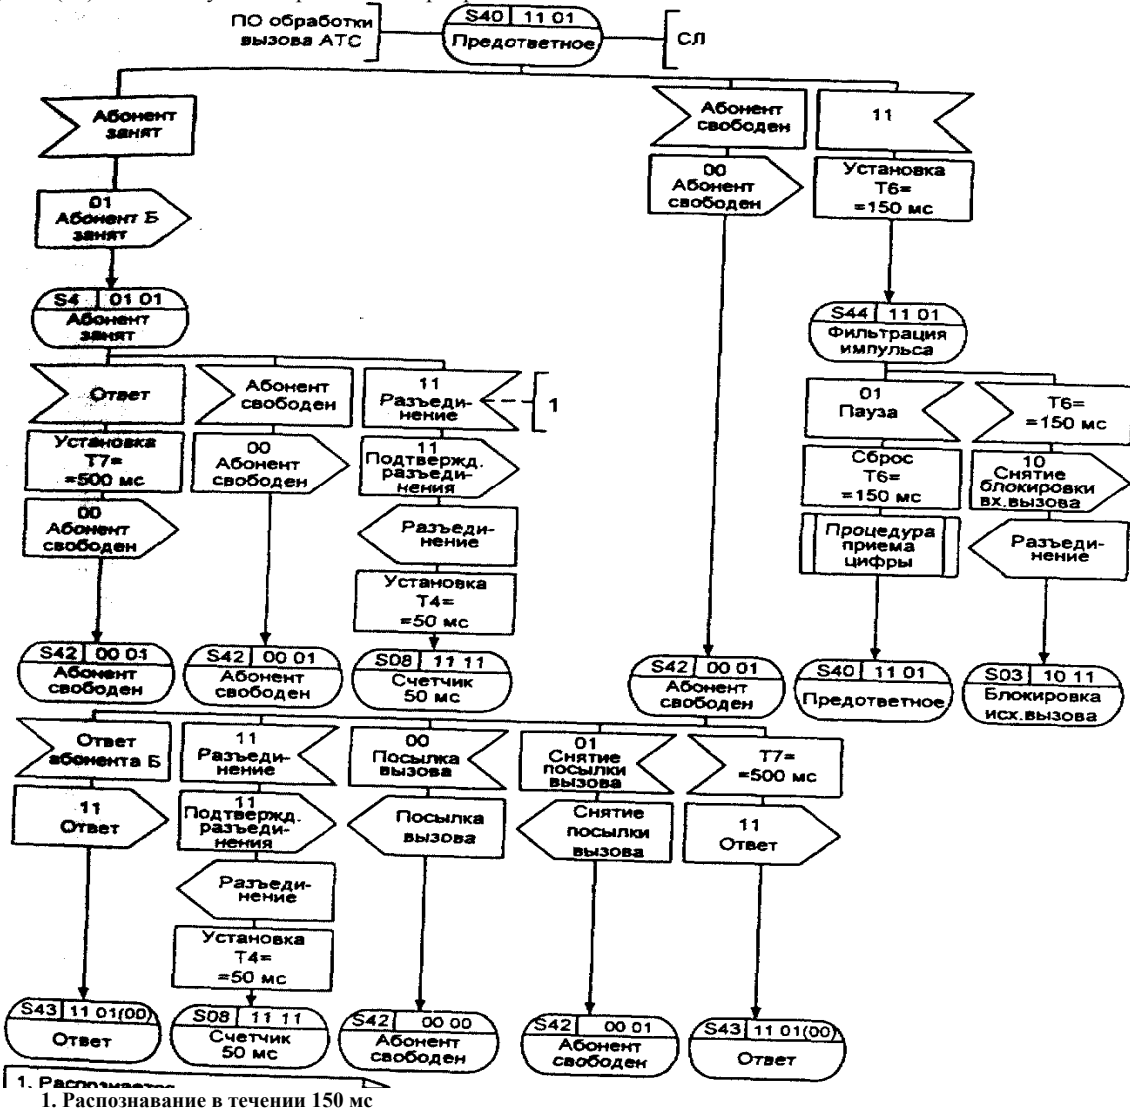 ПО обработки
вызова АТС
S40 11 01
Предответное
СЛ
Абонент
занят
Абонент
свободен
11
01
Абонент Б
занят
00
Абонент
свободен
Установка
Т6=
=150 мс
S4 01 01
Абонент
занят
S44 11 01
Фильтрация
импульса
Ответ
Абонент
свободен
11
Разъеди-
нение
1
01
Пауза
Т6=
=150 мс
Установка
Т7=
=500 мс
00
Абонент
свободен
11
Подтвержд.
разъеди-
нения
Сброс
Т6=
=150 мс
10
Снятие
блокировки
вх.вызова
00
Абонент
свободен
Разъеди-
нение
Процедура
приема
цифры
Разъеди-
нение
Установка
Т4=
=50 мс
S42 00 01
Абонент
свободен
S42 00 01
Абонент
свободен
S08 11 11
Счетчик
50 мс
S42 00 01
Абонент
свободен
S40 11 01
Предответное
S03 10 11
Блокировка
исх.вызова
Ответ
абонента Б
11
Разъеди-
нение
00
Посылка
вызова
01
Снятие
посылки
вызова
Т7=
=500 мс
11
Ответ
11
Подтвержд.
разъеди-
нения
Посылка
вызова
Снятие
посылки
вызова
11
Ответ
Разъеди-
нение
Установка
Т4=
=50 мс
S43 11 01(00)
Ответ
S08 11 11
Счетчик
50 мс
S42 00 00
Абонент
свободен
S42 00 01
Абонент
свободен
S43 11 01(00)
Ответ
1. Распознается
1. Распознавание в течении 150 мс